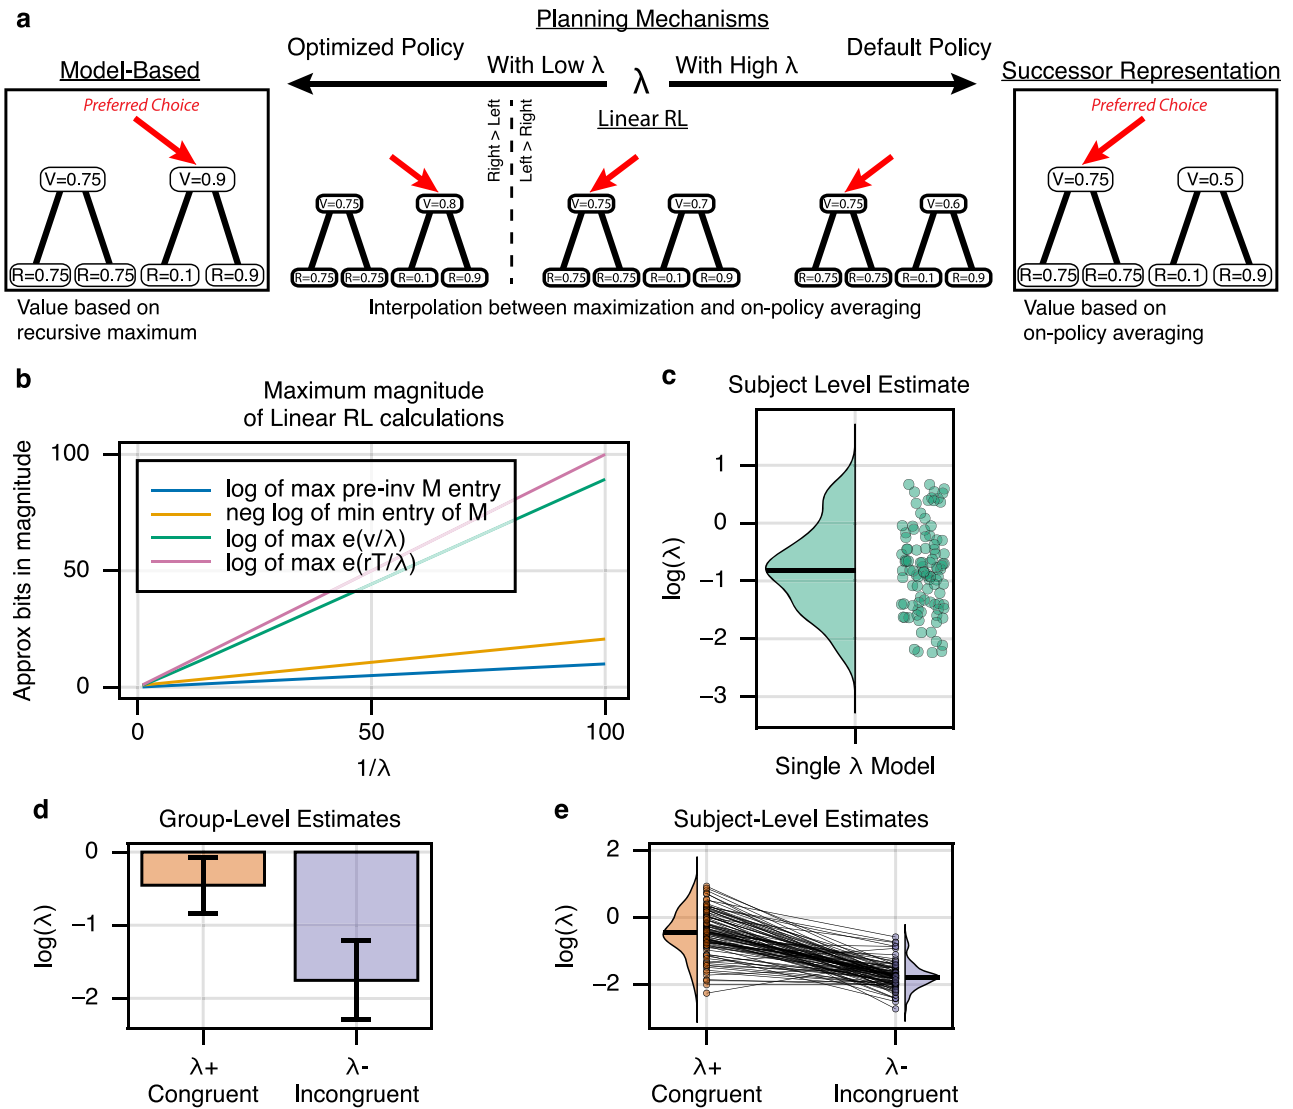 a
Planning Mechanisms
Optimized Policy
Default Policy
Model-Based
With Low λ
λ
With High λ
Successor Representation
Preferred Choice
Right > Left
Left > Right
Linear RL
Preferred Choice
V=0.75
V=0.9
V=0.75
V=0.8
V=0.75
V=0.7
V=0.75
V=0.6
V=0.75
V=0.5
R=0.75
R=0.75
R=0.1
R=0.9
R=0.75
R=0.75
R=0.1
R=0.9
R=0.75
R=0.75
R=0.1
R=0.9
R=0.75
R=0.75
R=0.1
R=0.9
R=0.75
R=0.75
R=0.1
R=0.9
Value based on
recursive maximum
Interpolation between maximization and on-policy averaging
Value based on
on-policy averaging
b
Maximum magnitude
of Linear RL calculations
Approx bits in magnitude
100
50
0
log of max pre-inv M entry
neg log of min entry of M
log of max e(v/λ)
log of max e(rT/λ)
0
50
100
1/λ
c
Subject Level Estimate
log(λ)
1
0
−1
−2
−3
Single λ Model
d
Group-Level Estimates
log(λ)
0
−1
−2
λ+
Congruent
λ-
Incongruent
e
Subject-Level Estimates
log(λ)
2
0
−2
λ+
Congruent
λ-
Incongruent